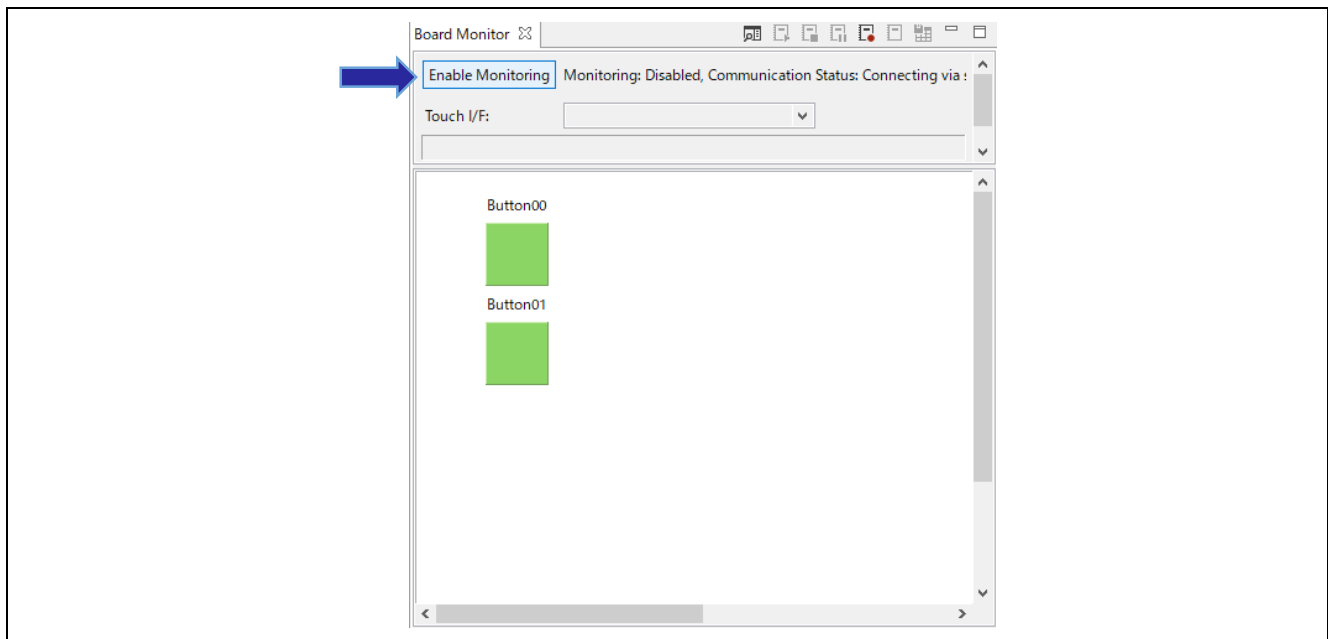 Board Monitor
Enable Monitoring Monitoring: Disabled, Communication Status: Connecting via
Touch I/F:
Button00
Button01